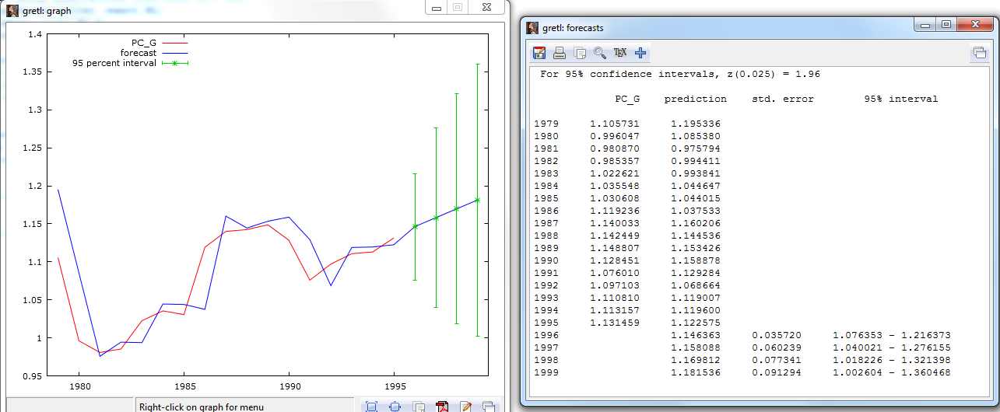 gretl: graph
1.4
1.35
1.3
1.25
1.2
1.15
1.1
1.05
1
0.95
1980 1985 1990 1995
PC_G
forecast
95 percent interval
Right-click on graph for menu
gretl: forecasts
TEX
For 95% confidence intervals, z(0.025) = 1.96
PC_G prediction std. error 95% interval
1979 1.105731 1.195336
1980 0.996047 1.085380
1981 0.980870 0.975794
1982 0.985357 0.994411
1983 1.022621 0.993841
1984 1.035548 1.044647
1985 1.030608 1.044015
1986 1.119236 1.037533
1987 1.140033 1.160206
1988 1.142449 1.144536
1989 1.148807 1.153426
1990 1.128451 1.158878
1991 1.076010 1.129284
1992 1.097103 1.068664
1993 1.110810 1.119007
1994 1.113157 1.119600
1995 1.131459 1.122575
1996 1.146363 0.035720 1.076353 - 1.216373
1997 1.158088 0.060239 1.040021 - 1.276155
1998 1.169812 0.077341 1.018226 - 1.321398
1999 1.181536 0.091294 1.002604 - 1.360468